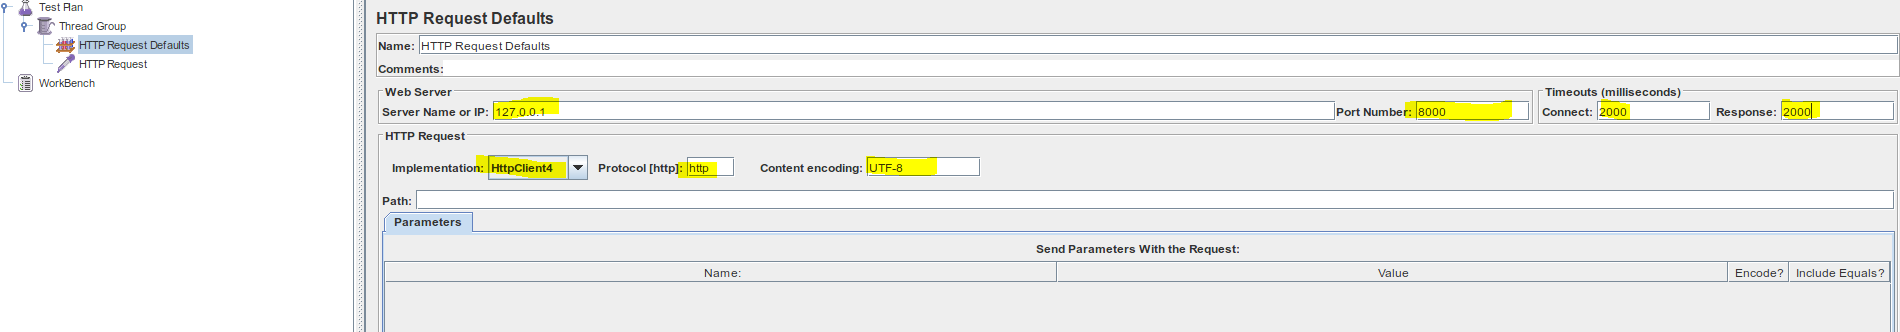 Test Plan
Thread Group
HTTP Request Defaults
HTTP Request
WorkBench
HTTP Request Defaults
Name: HTTP Request Defaults
Comments:
Web Server
Server Name or IP: 127.0.0.1 Port Number: 8000
Timeouts (milliseconds)
Connect: 2000 Response: 2000
HTTP Request
Implementation: HttpClient4 Protocol [http]: http Content encoding: UTF-8
Path:
Parameters
Send Parameters With the Request:
Name: Value Encode? Include Equals?